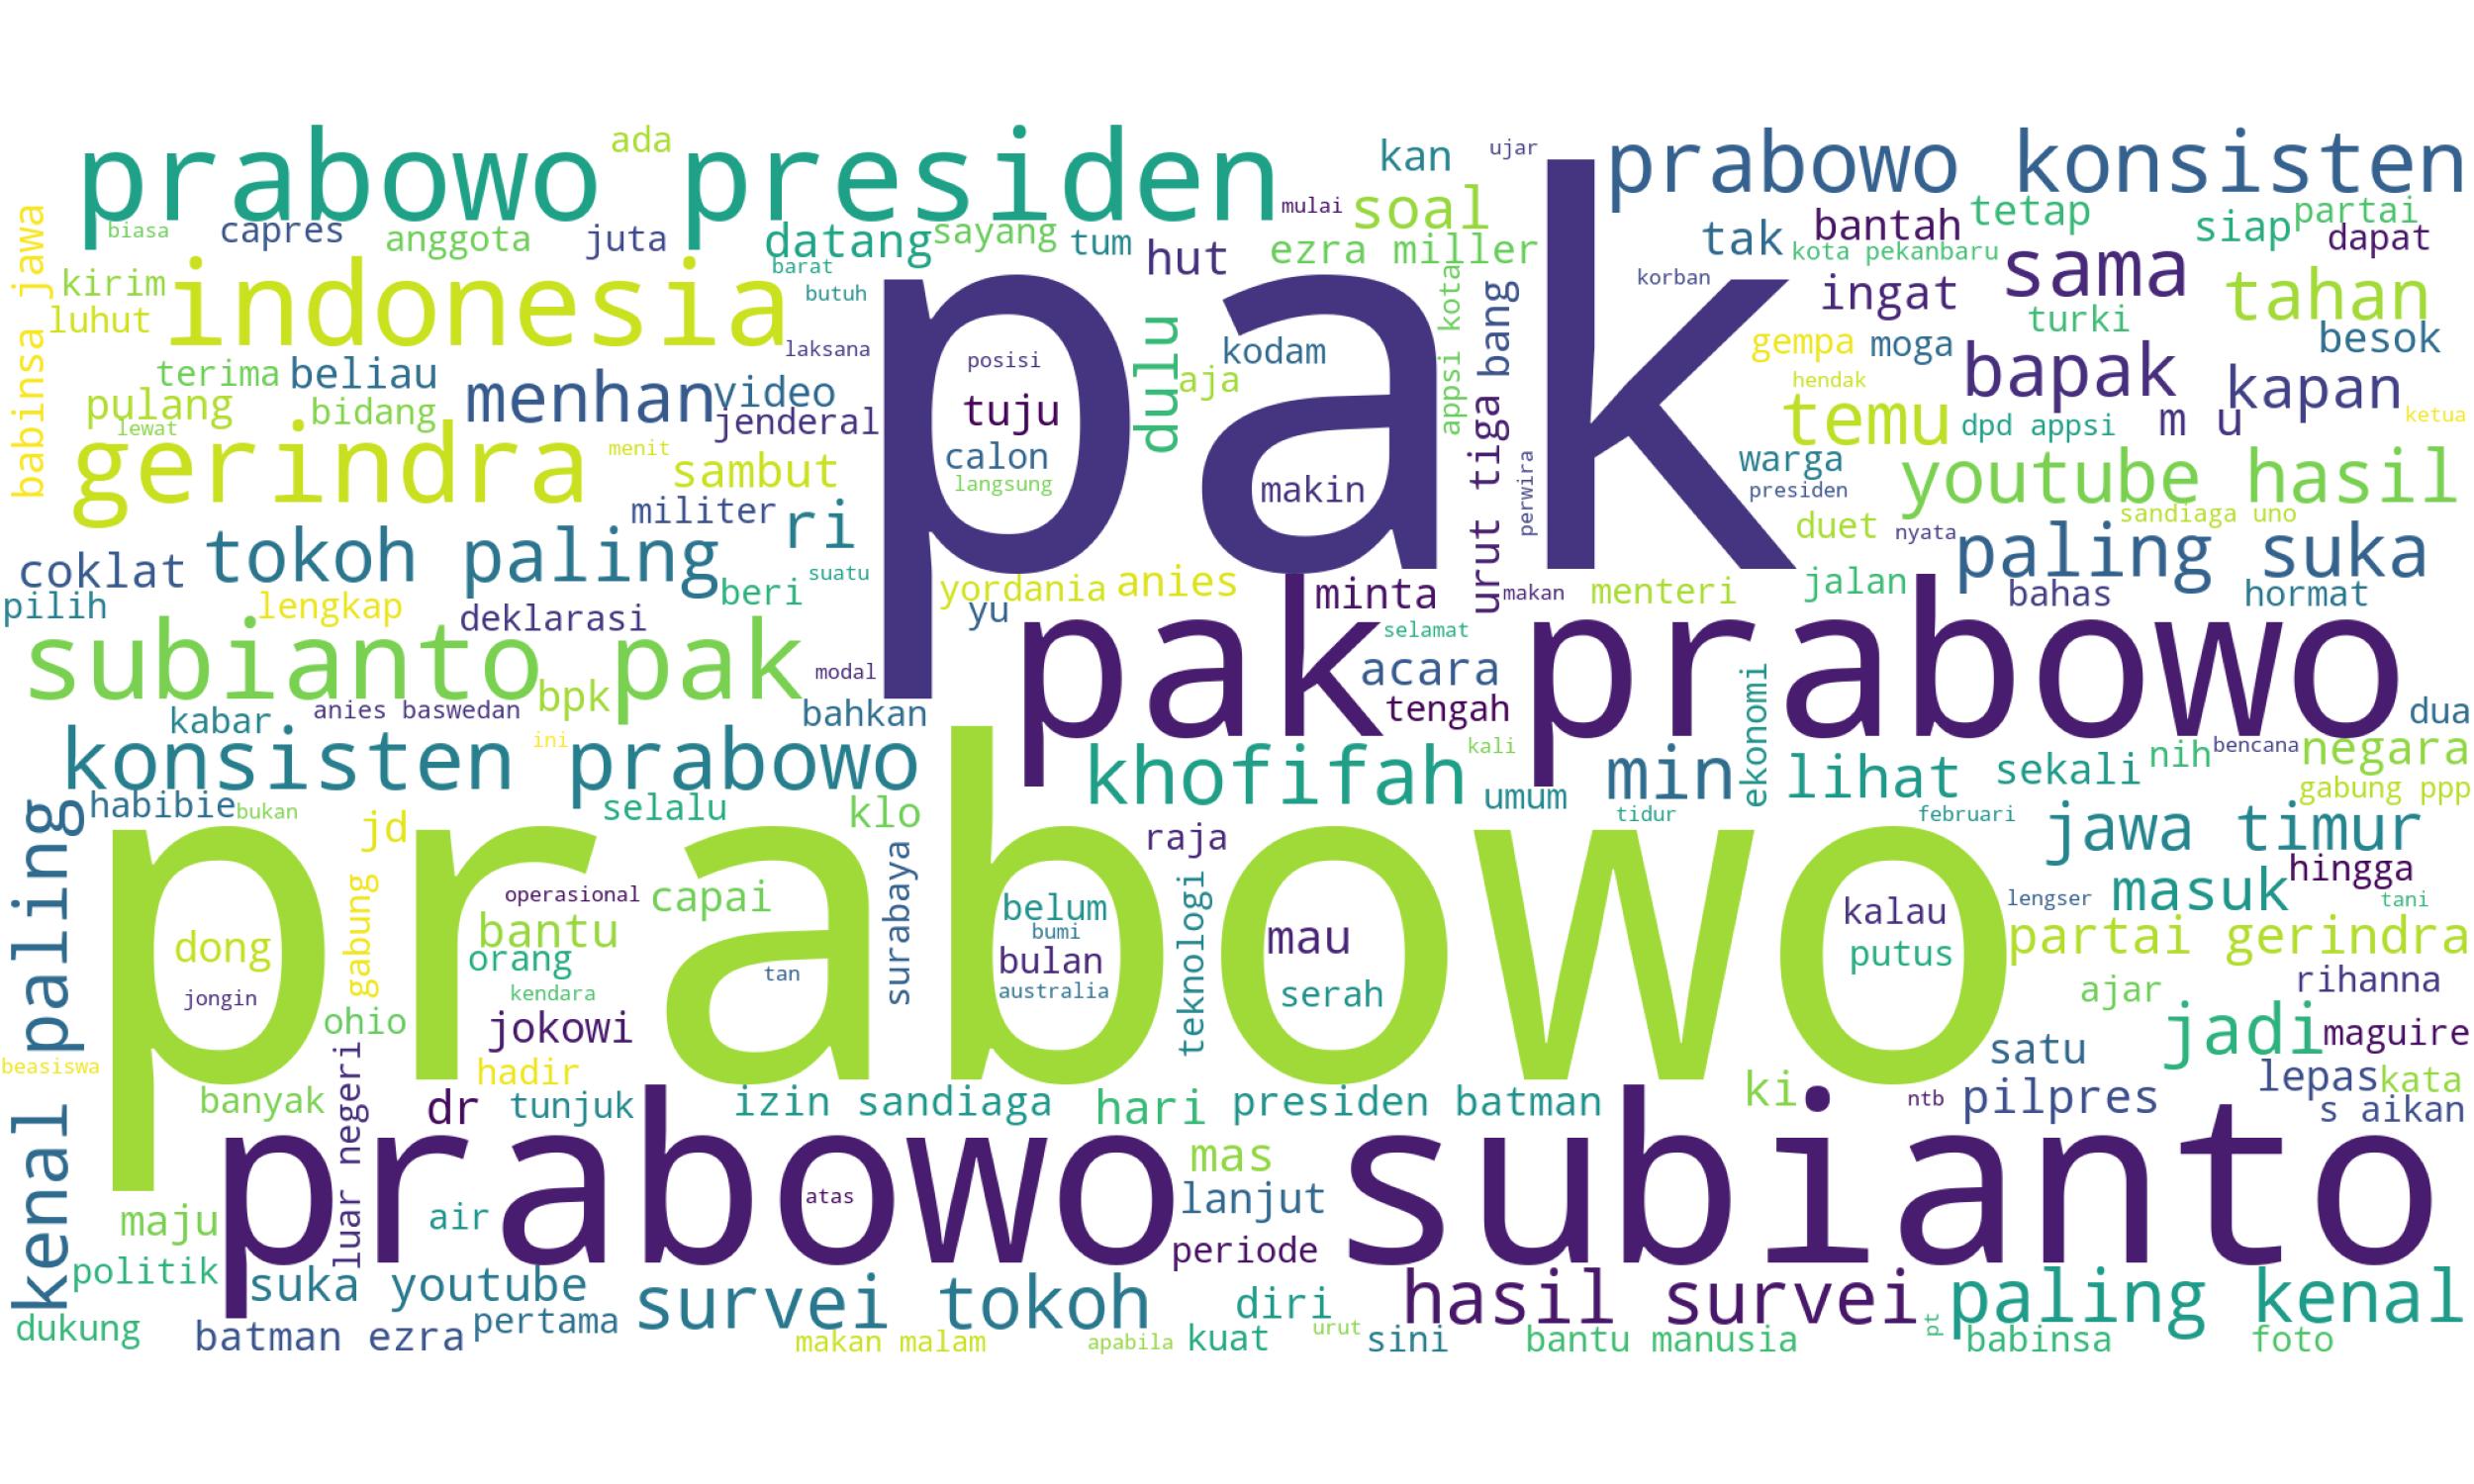 prabowo presiden
ada
kan
ujar
prabowo konsisten
pak
mulai
soal
biasa
capres
anggota
juta
datang
sayang
tum
hut
ezra miller
tak
bantah
tetap
siap
partai
dapat
kota pekanbaru
babinsa jawa
kirim
indonesia
barat
butuh
korban
ingat
sama
tahan
luhut
turki
besok
laksana
posisi
dulu
kodam
appsi kota
urut tiga bang
gempa
moga
bapak
kapan
terima
beliau
menhan
video
aja
hendak
pulang
bidang
jenderal
tuju
temu
dpd appsi
m u
ketua
lewat
gerindra
menit
sambut
calon
langsung
makin
perwira
warga
presiden
youtube hasil
militer
ri
duet
nyata
sandiaga uno
coklat
tokoh paling
beri
suatu
yordania
anies
minta
makan
menteri
jalan
paling suka
pilih
lengkap
deklarasi
yu
bahas
hormat
subianto pak
modal
pak prabowo
selamat
acara
bpk
tengah
ekonomi
kabar
anies baswedan
bahkan
dua
konsisten prabowo
ini
khofifah
kali
min
lihat
sekali
nih
bencana
negara
gabung ppp
kenal paling
habibie
bukan
selalu
klo
umum
tidur
februari
jawa timur
jd
prabowo
raja
surabaya
teknologi
hingga
gabung
operasional
capai
belum
kalau
lengser
masuk
tani
dong
bantu
bumi
mau
putus
partai gerindra
orang
bulan
tan
rihanna
jongin
kendara
australia
serah
ajar
ohio
jokowi
jadi
maguire
beasiswa
luar negeri
hadir
satu
lepas
kata
banyak
dr
tunjuk
izin sandiaga
hari
presiden batman
ki
ntb
pilpres
s aikan
prabowo subianto
mas
atas
lanjut
maju
air
periode
politik
suka youtube
survei tokoh
diri
hasil survei
paling kenal
dukung
batman ezra
pertama
makan malam
apabila
kuat
urut
sini
bantu manusia
pt
babinsa
foto